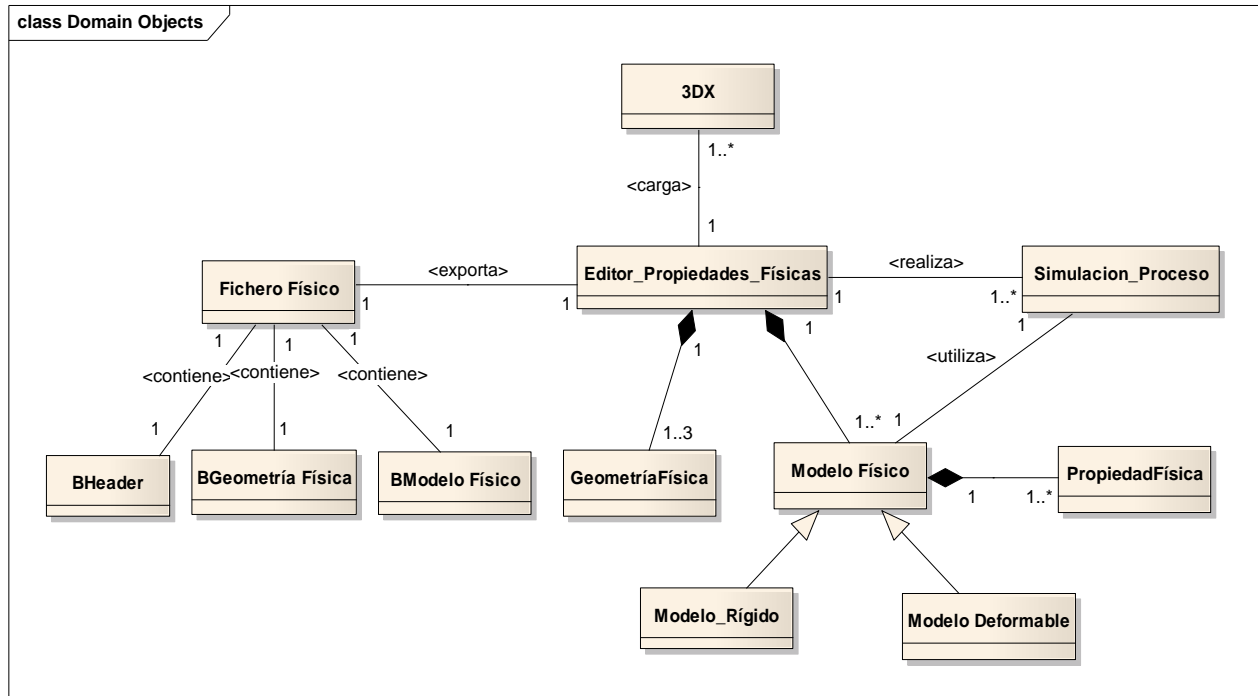 class Domain Objects
3DX
1..*
<carga>
1
Editor_Propiedades_Físicas
<exporta>
1
1
<realiza>
1
1..*
Fichero Físico
Simulacion_Proceso
1
1
1
<contiene>
<contiene>
<contiene>
1
1
1
BHeader
BGeometría Física
BModelo Físico
1
1
1
<utiliza>
1..3
1..*
1
GeometríaFísica
Modelo Físico
1
1..*
PropiedadFísica
Modelo_Rígido
Modelo Deformable